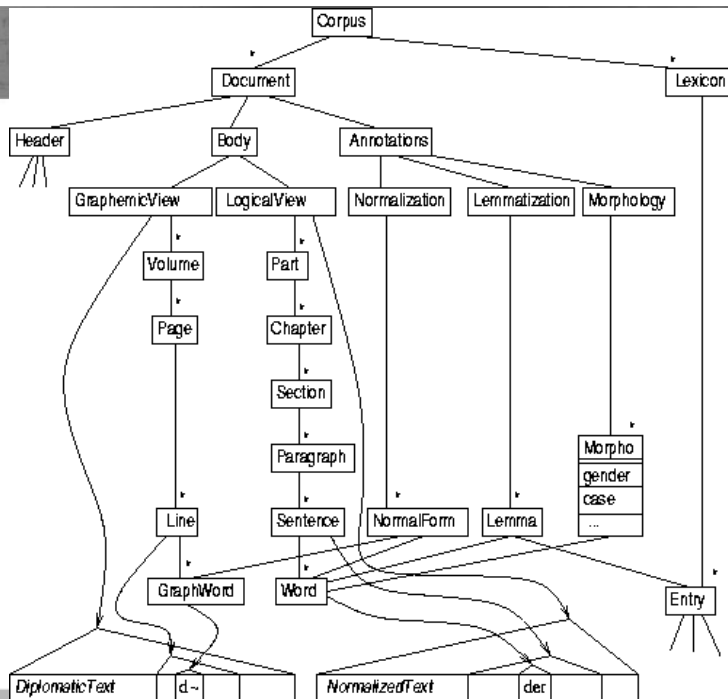 Corpus
*
*
Document
Lexicon
Header
Body
Annotations
GraphemicView
LogicalView
Normalization
Lemmatization
Morphology
*
*
Volume
Part
*
*
Page
Chapter
*
Section
*
Paragraph
*
Morpho
gender
case
...
*
*
*
*
Line
Sentence
NormalForm
Lemma
*
*
*
GraphWord
Word
Entry
DiplomaticText
d~
NormalizedText
der